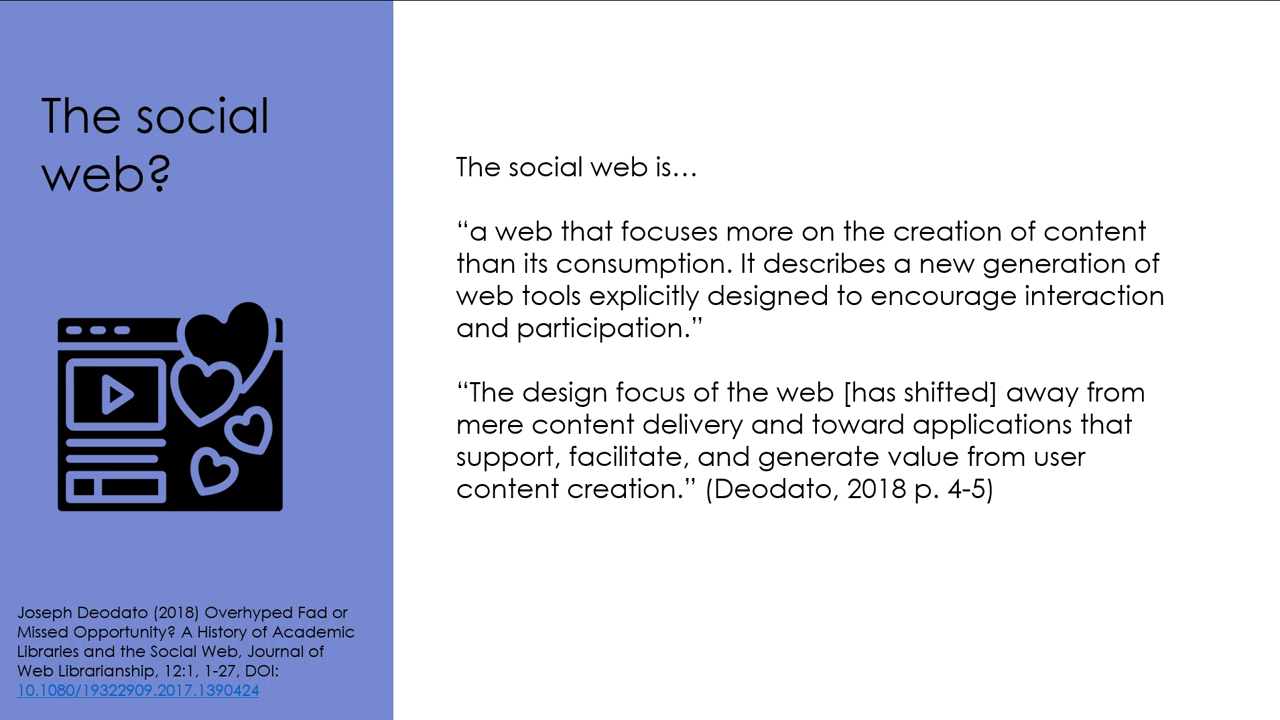 The social
web?
The social web is…
“a web that focuses more on the creation of content
than its consumption. It describes a new generation of
web tools explicitly designed to encourage interaction
and participation.”
“The design focus of the web [has shifted] away from
mere content delivery and toward applications that
support, facilitate, and generate value from user
content creation.” (Deodato, 2018 p. 4-5)
Joseph Deodato (2018) Overhyped Fad or
Missed Opportunity? A History of Academic
Libraries and the Social Web, Journal of
Web Librarianship, 12:1, 1-27, DOI:
10.1080/19322909.2017.1390424